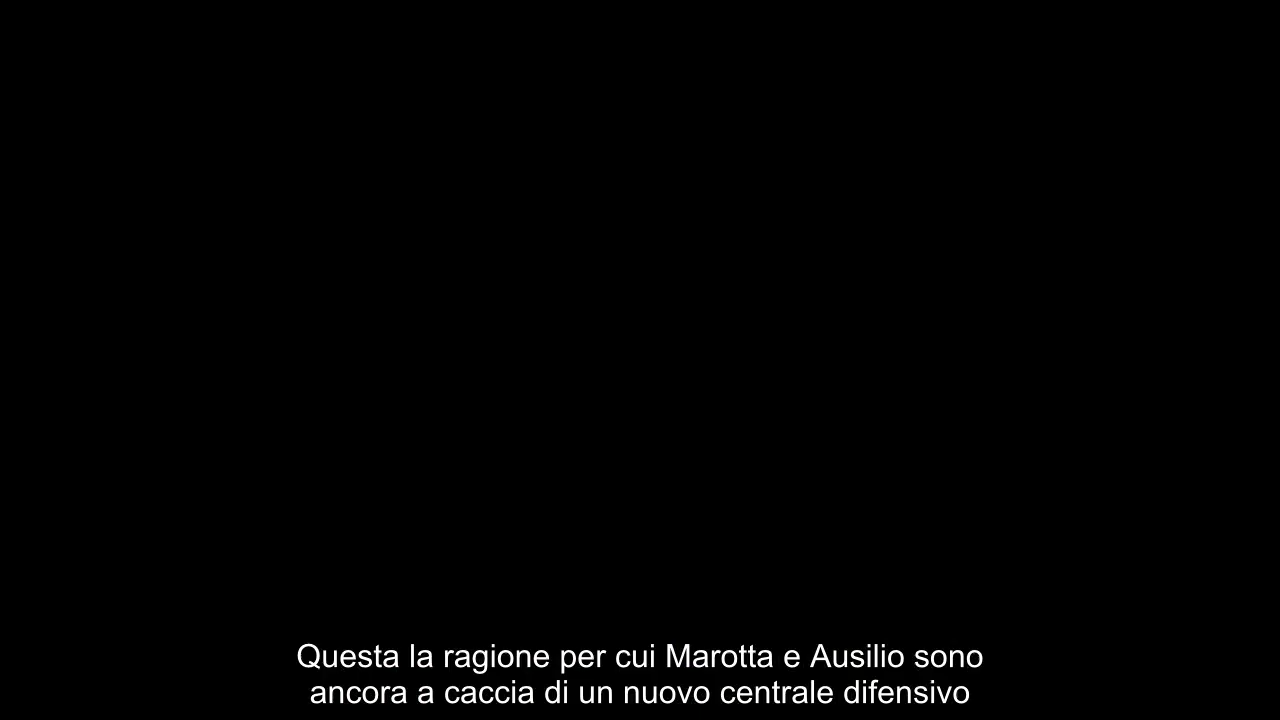 Questa la ragione per cui Marotta e Ausilio sono
ancora a caccia di un nuovo centrale difensivo